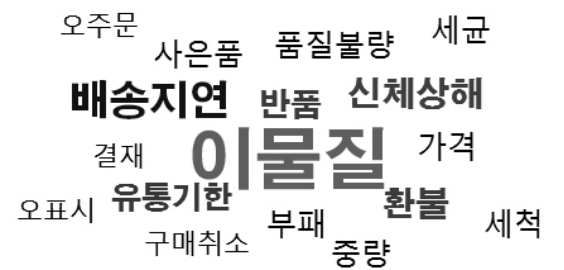 오주문
사은품
품질불량
세균
배송지연
반품
신체상해
이물질
결재
가격
유통기한
환불
오표시
부패
세척
구매취소
중량